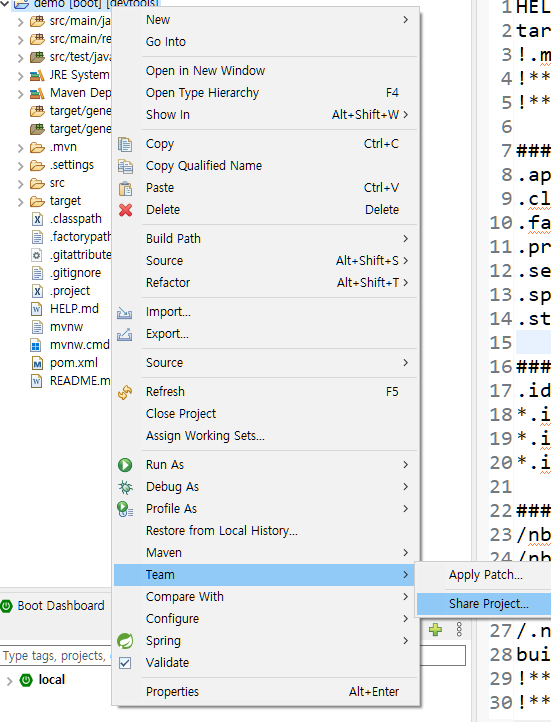 demo [boot] [devtools]
src/main/ja
src/main/re
src/test/java
JRE System
Maven Dep
target/gene
target/gene
.mvn
.settings
src
target
.classpath
.factorypath
.gitattribute
.gitignore
.project
HELP.md
mvnw
mvnw.cmd
pom.xml
README.m
Boot Dashboard
Type tags, projects,
local
New
Go Into
Open in New Window
Open Type Hierarchy F4
Show In Alt+Shift+W
Copy Ctrl+C
Copy Qualified Name
Paste Ctrl+V
Delete Delete
Build Path
Source Alt+Shift+S
Refactor Alt+Shift+T
Import...
Export...
Source
Refresh F5
Close Project
Assign Working Sets...
Run As
Debug As
Profile As
Restore from Local History...
Maven
Team
Compare With
Configure
Spring
Validate
Properties Alt+Enter
Apply Patch...
Share Project...
1 HEL
2 tar
3 !.m
4 !**
5 !**
6
7 ###
8 .ap
9 .cl
10 .fa
11 .pr
12 .se
13 .sp
14 .st
15
16 ###
17 .id
18 *.i
19 *.i
20 *.i
21
22 ###
23 /nb
/nb
27 /.n
28 bui
29 !**
30 !**